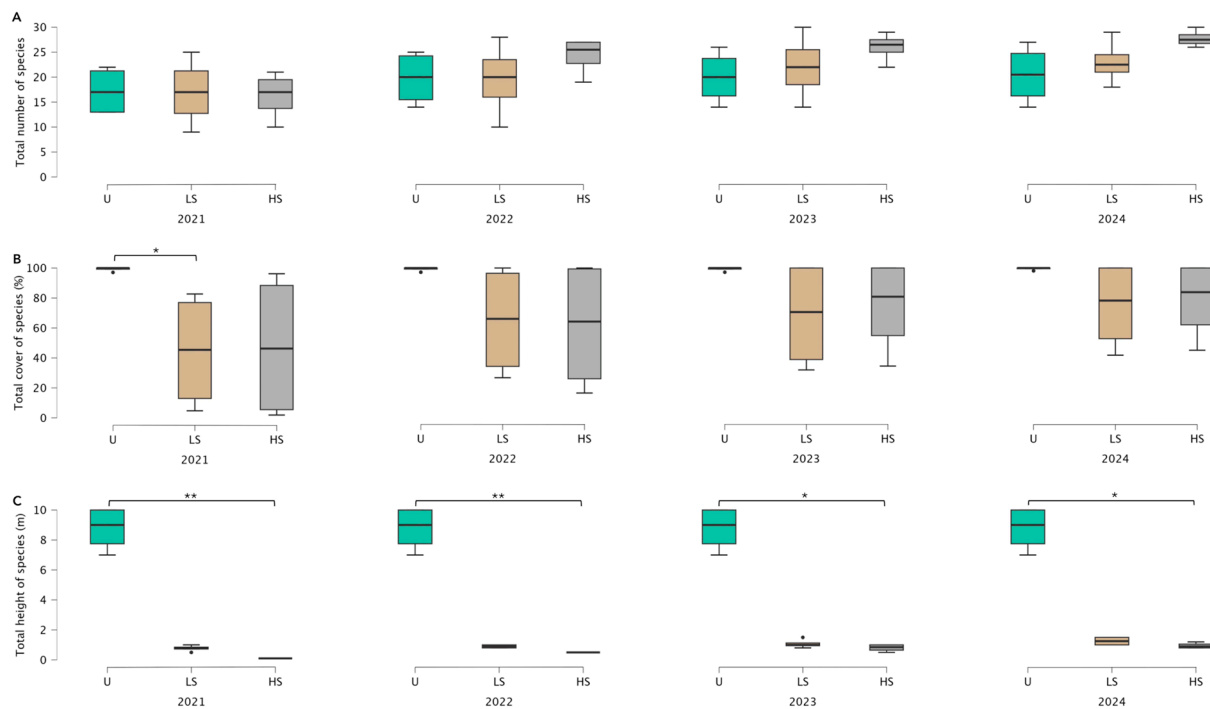 A
Total number of species
30
25
20
15
10
5
0
U LS HS U LS HS U LS HS U LS HS
2021 2022 2023 2024
B
*
Total cover of species (%)
100
80
60
40
20
0
U LS HS U LS HS U LS HS U LS HS
2021 2022 2023 2024
C
** ** * *
Total height of species (m)
10
8
6
4
2
0
U LS HS U LS HS U LS HS U LS HS
2021 2022 2023 2024